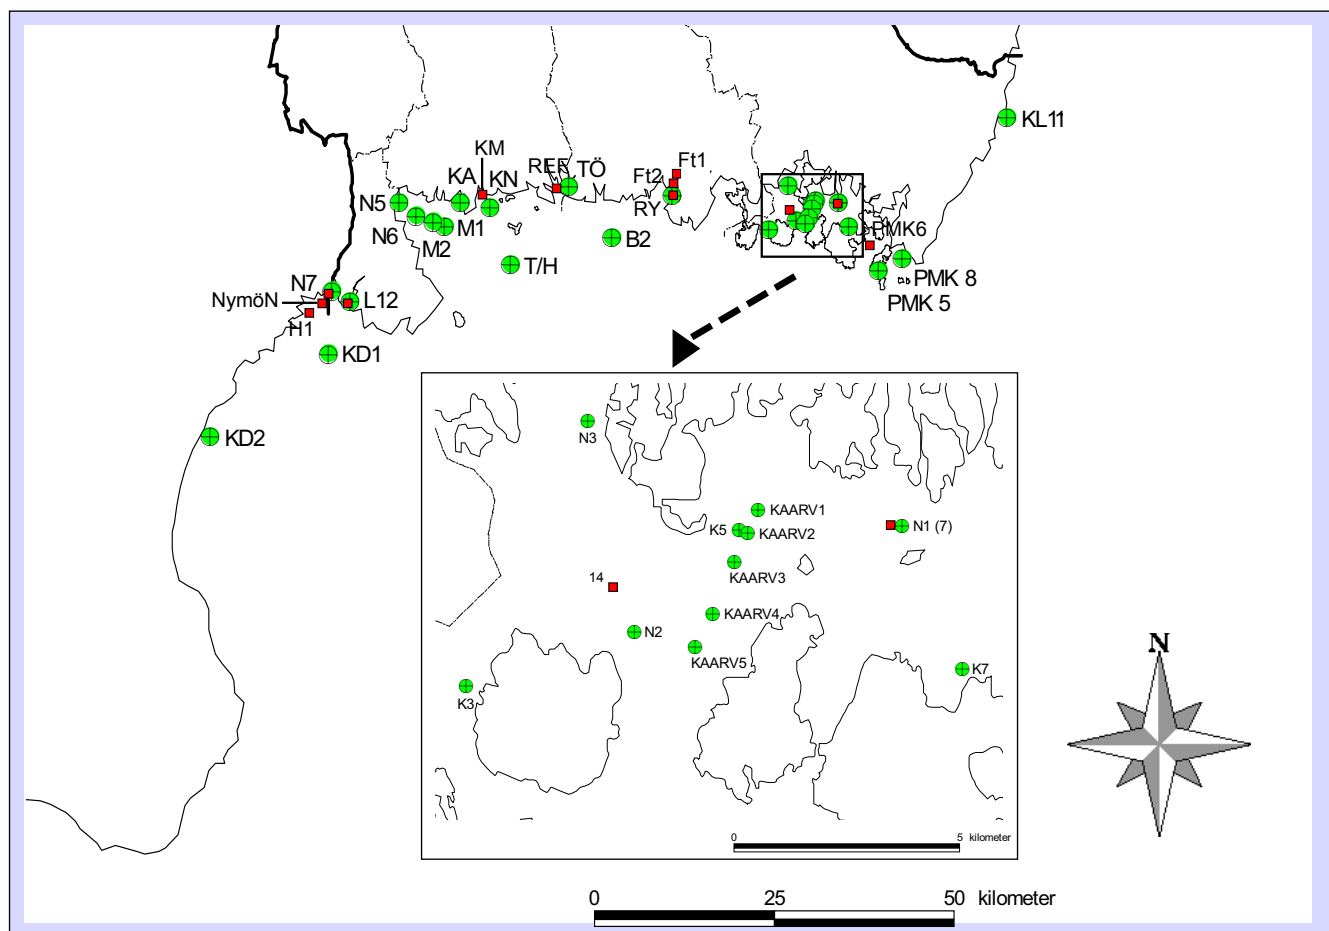 KL11
KM
REF
TÖ
Ft1
Ft2
KA
KN
N5
RY
M1
N6
M2
B2
PMK6
T/H
PMK 8
N7
PMK 5
NymöN
L12
H1
KD1
KD2
N3
KAARV1
K5
KAARV2
N1 (7)
KAARV3
14
KAARV4
N2
KAARV5
K7
K3
N
0 5 kilometer
0 25 50 kilometer